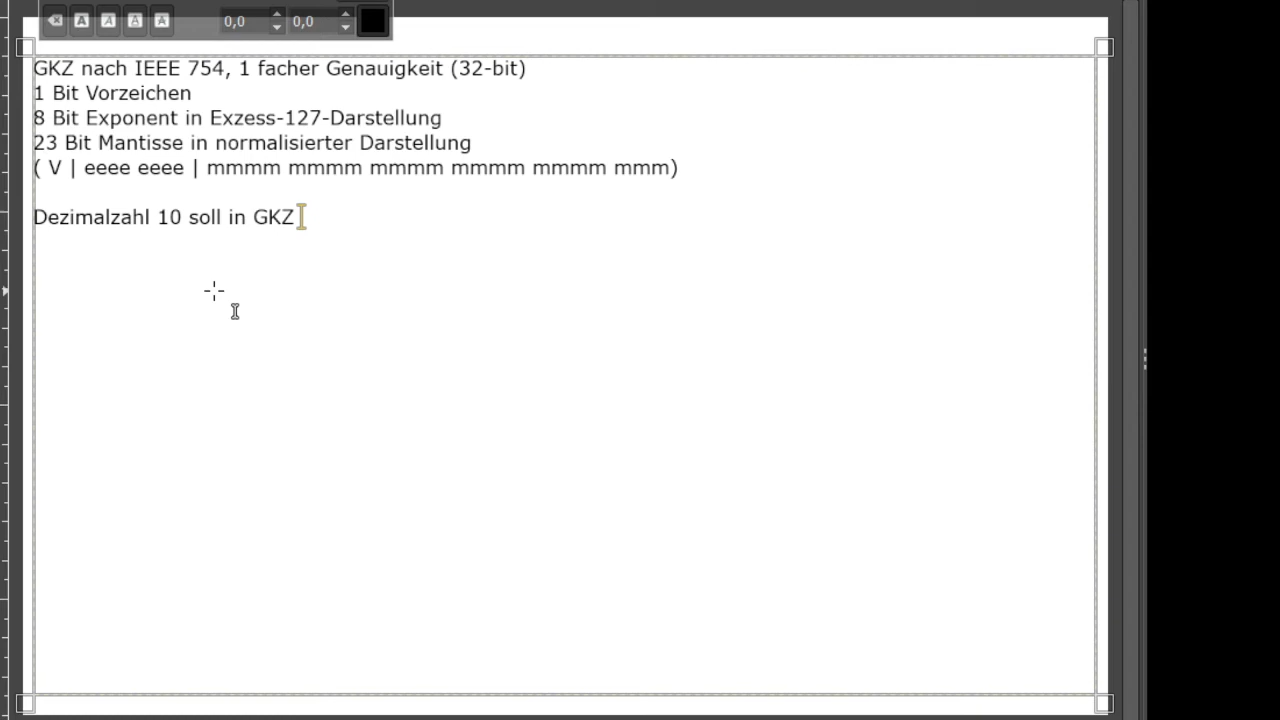 A A A A 0,0 0,0
GKZ nach IEEE 754, 1 facher Genauigkeit (32-bit)
1 Bit Vorzeichen
8 Bit Exponent in Exzess-127-Darstellung
23 Bit Mantisse in normalisierter Darstellung
( V | eeee eeee | mmmm mmmm mmmm mmmm mmmm mmm)
Dezimalzahl 10 soll in GKZ